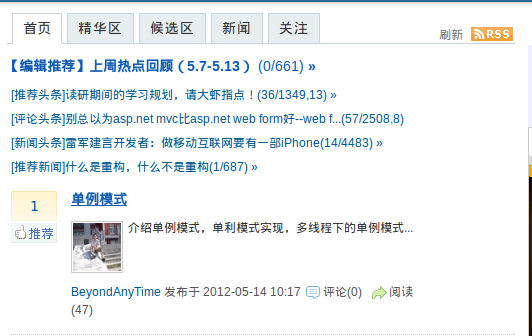 首页 精华区 候选区 新闻 关注
刷新 RSS
【编辑推荐】上周热点回顾（5.7-5.13） (0/661) »
[推荐头条]读研期间的学习规划，请大虾指点！(36/1349,13) »
[评论头条]别总以为asp.net mvc比asp.net web form好--web f...(57/2508,8)
[新闻头条]雷军建言开发者：做移动互联网要有一部iPhone(14/4483) »
[推荐新闻]什么是重构，什么不是重构(1/687) »
1
推荐
单例模式
介绍单例模式，单利模式实现，多线程下的单例模式...
BeyondAnyTime 发布于 2012-05-14 10:17 评论(0) 阅读
(47)